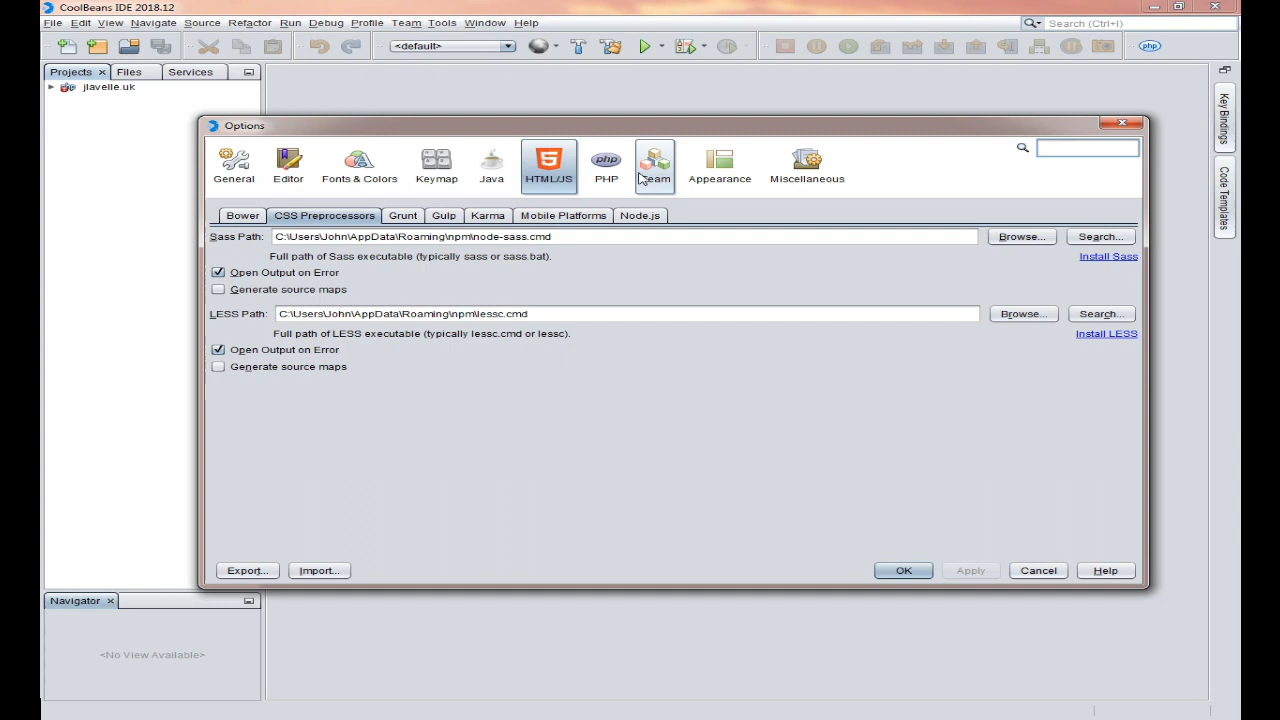 CoolBeans IDE 2018.12
File Edit View Navigate Source Refactor Run Debug Profile Team Tools Window Help
Search (Ctrl+I)
<default>
php
Projects Files Services
jlavelle.uk
Key Bindings
Code Templates
Options
General Editor Fonts & Colors Keymap Java HTML/JS PHP Team Appearance Miscellaneous
php
Bower CSS Preprocessors Grunt Gulp Karma Mobile Platforms Node.js
Sass Path: C:\Users\John\AppData\Roaming\npm\node-sass.cmd Browse... Search...
Full path of Sass executable (typically sass or sass.bat). Install Sass
Open Output on Error
Generate source maps
LESS Path: C:\Users\John\AppData\Roaming\npm\lessc.cmd Browse... Search...
Full path of LESS executable (typically lessc.cmd or lessc). Install LESS
Open Output on Error
Generate source maps
Export... Import... OK Apply Cancel Help
Navigator
<No View Available>